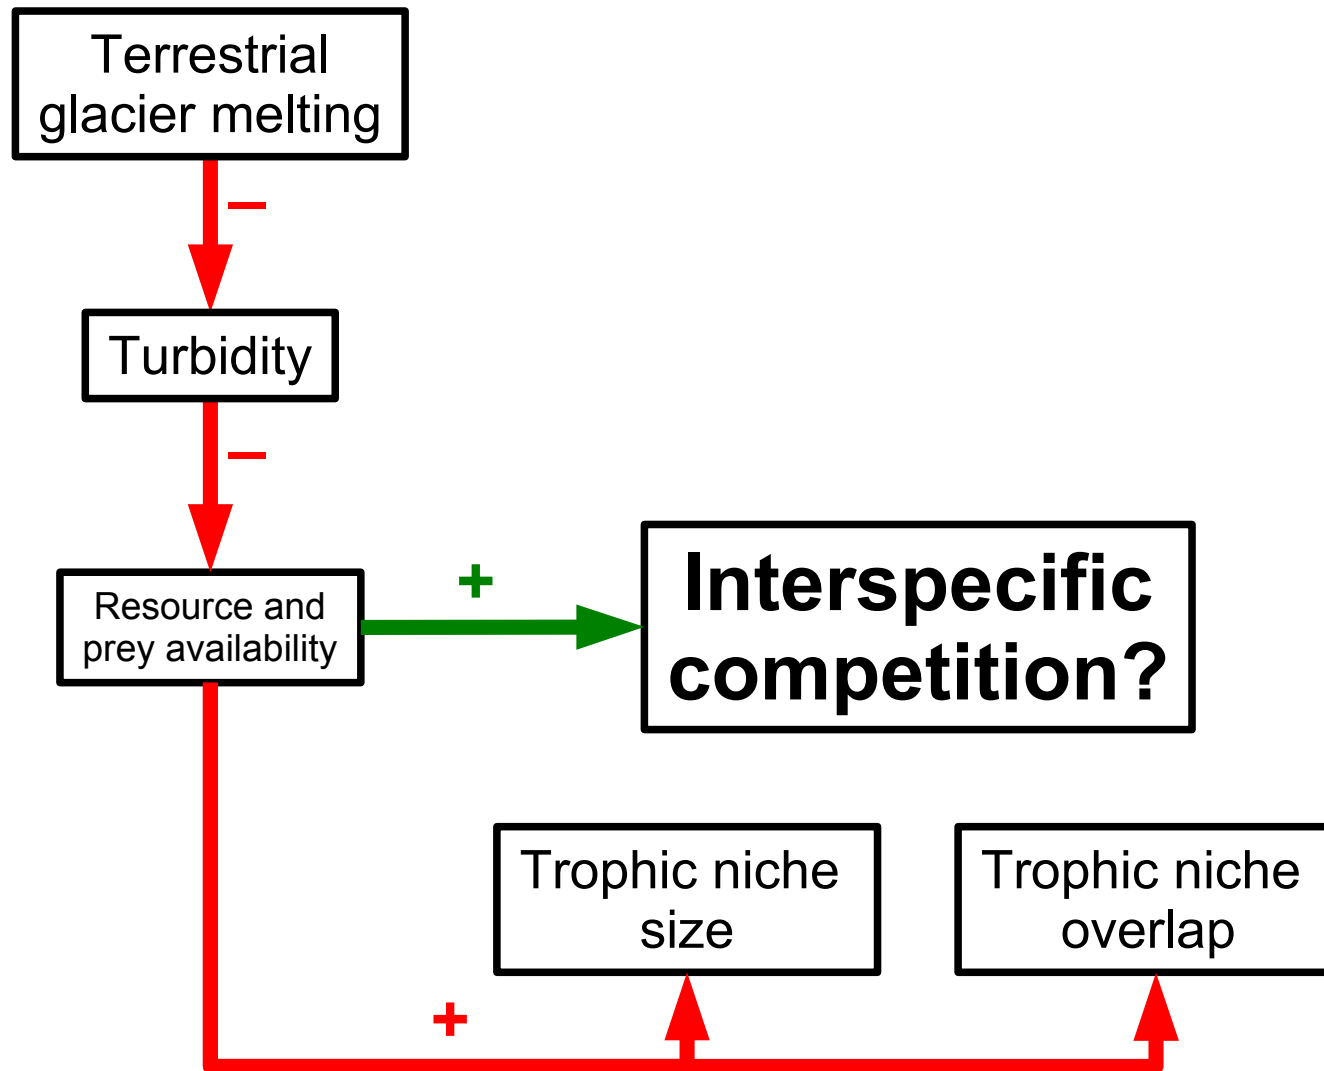 Terrestrial
glacier melting
–
Turbidity
–
Resource and
prey availability
+
Interspecific
competition?
Trophic niche
size
Trophic niche
overlap
+